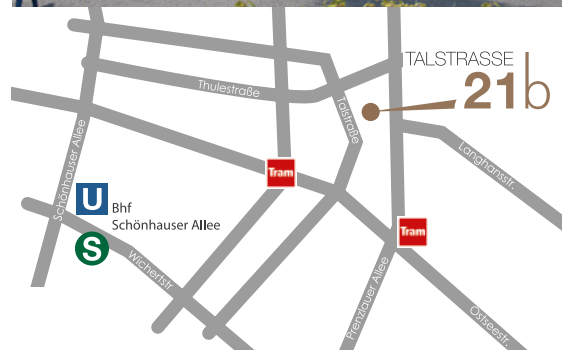 TALSTRASSE
21b
Thulestraße
Talstraße
Langhansstr.
Schönhauser Allee
Tram
U
Bhf
Schönhauser Allee
S
Tram
Wichertstr
Prenzlauer Allee
Ostseestr.